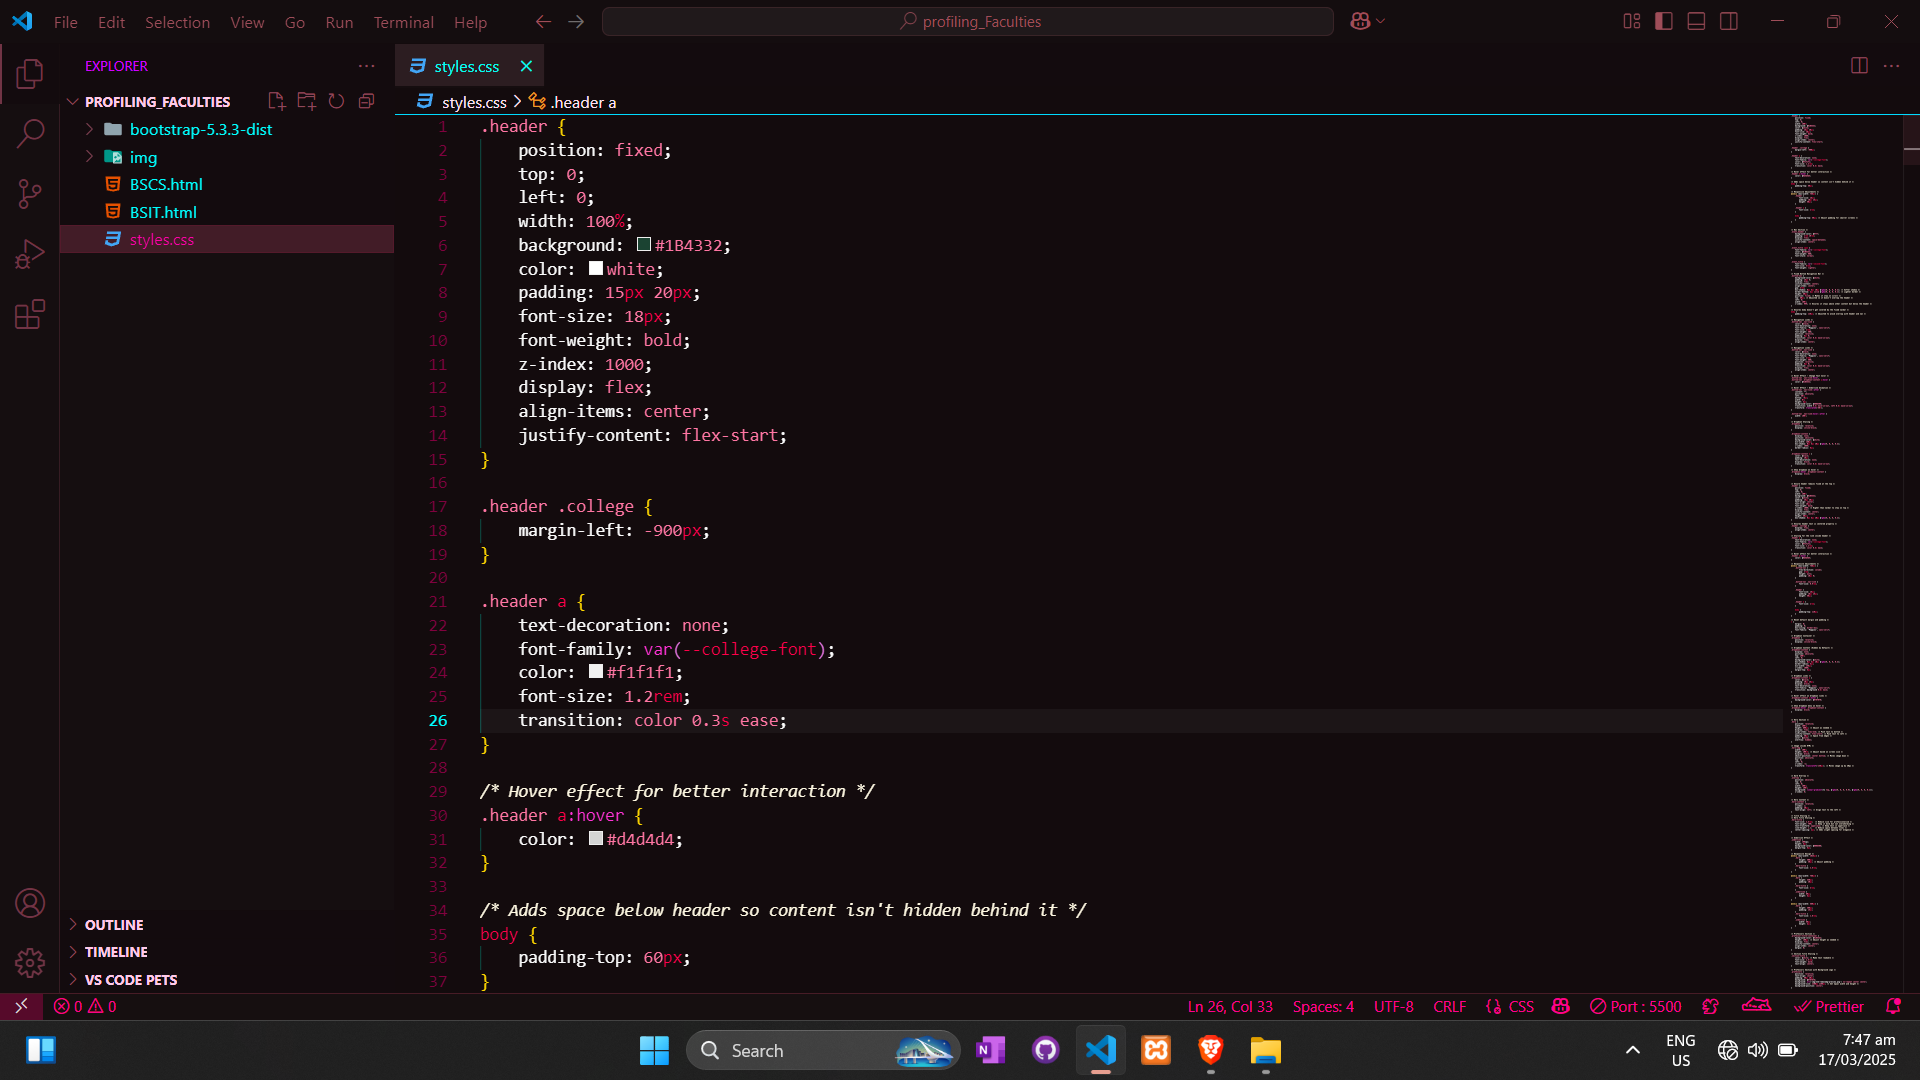 File Edit Selection View Go Run Terminal Help
profiling_Faculties
EXPLORER
PROFILING_FACULTIES
bootstrap-5.3.3-dist
img
BSCS.html
BSIT.html
styles.css
OUTLINE
TIMELINE
VS CODE PETS
styles.css
styles.css > .header a
1 .header {
2 position: fixed;
3 top: 0;
4 left: 0;
5 width: 100%;
6 background: #1B4332;
7 color: white;
8 padding: 15px 20px;
9 font-size: 18px;
10 font-weight: bold;
11 z-index: 1000;
12 display: flex;
13 align-items: center;
14 justify-content: flex-start;
15 }
16
17 .header .college {
18 margin-left: -900px;
19 }
20
21 .header a {
22 text-decoration: none;
23 font-family: var(--college-font);
24 color: #f1f1f1;
25 font-size: 1.2rem;
26 transition: color 0.3s ease;
27 }
28
29 /* Hover effect for better interaction */
30 .header a:hover {
31 color: #d4d4d4;
32 }
33
34 /* Adds space below header so content isn't hidden behind it */
35 body {
36 padding-top: 60px;
37 }
0 0
Ln 26, Col 33 Spaces: 4 UTF-8 CRLF {} CSS Port : 5500 Prettier
Search
ENG
US
7:47 am
17/03/2025